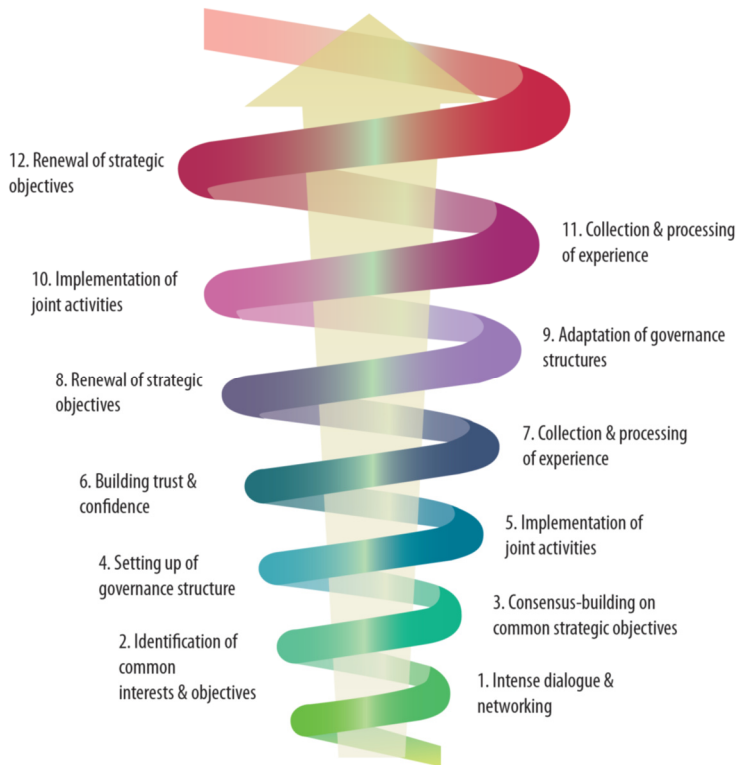 12. Renewal of strategic
objectives
11. Collection & processing
of experience
10. Implementation of
joint activities
9. Adaptation of governance
structures
8. Renewal of strategic
objectives
7. Collection & processing
of experience
6. Building trust &
confidence
5. Implementation of
joint activities
4. Setting up of
governance structure
3. Consensus-building on
common strategic objectives
2. Identification of
common
interests & objectives
1. Intense dialogue &
networking